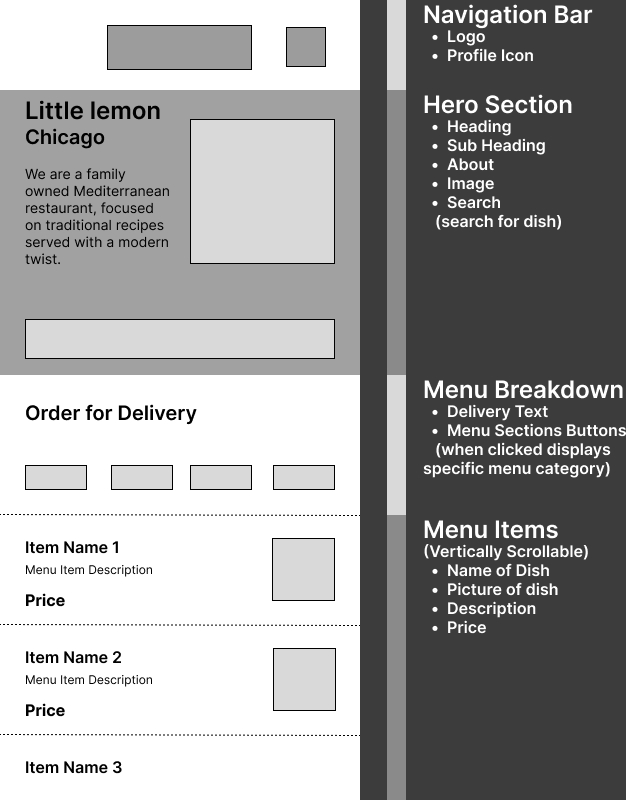 Little lemon
Chicago
We are a family
owned Mediterranean
restaurant, focused
on traditional recipes
served with a modern
twist.
Order for Delivery
Item Name 1
Menu Item Description
Price
Item Name 2
Menu Item Description
Price
Item Name 3
Navigation Bar
• Logo
• Profile Icon
Hero Section
• Heading
• Sub Heading
• About
• Image
• Search
(search for dish)
Menu Breakdown
• Delivery Text
• Menu Sections Buttons
(when clicked displays
specific menu category)
Menu Items
(Vertically Scrollable)
• Name of Dish
• Picture of dish
• Description
• Price